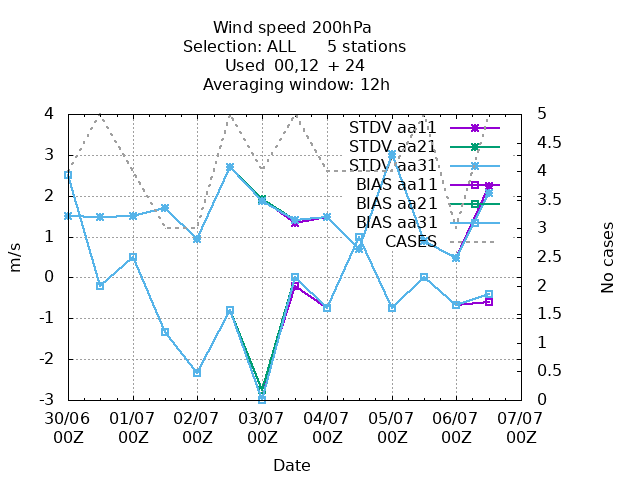 Wind speed 200hPa
Selection: ALL 5 stations
Used 00,12 + 24
Averaging window: 12h
4
3
2
1
0
-1
-2
-3
m/s
5
4.5
4
3.5
3
2.5
2
1.5
1
0.5
0
No cases
STDV aa11
STDV aa21
STDV aa31
BIAS aa11
BIAS aa21
BIAS aa31
CASES
30/06 01/07 02/07 03/07 04/07 05/07 06/07 07/07
00Z 00Z 00Z 00Z 00Z 00Z 00Z 00Z
Date